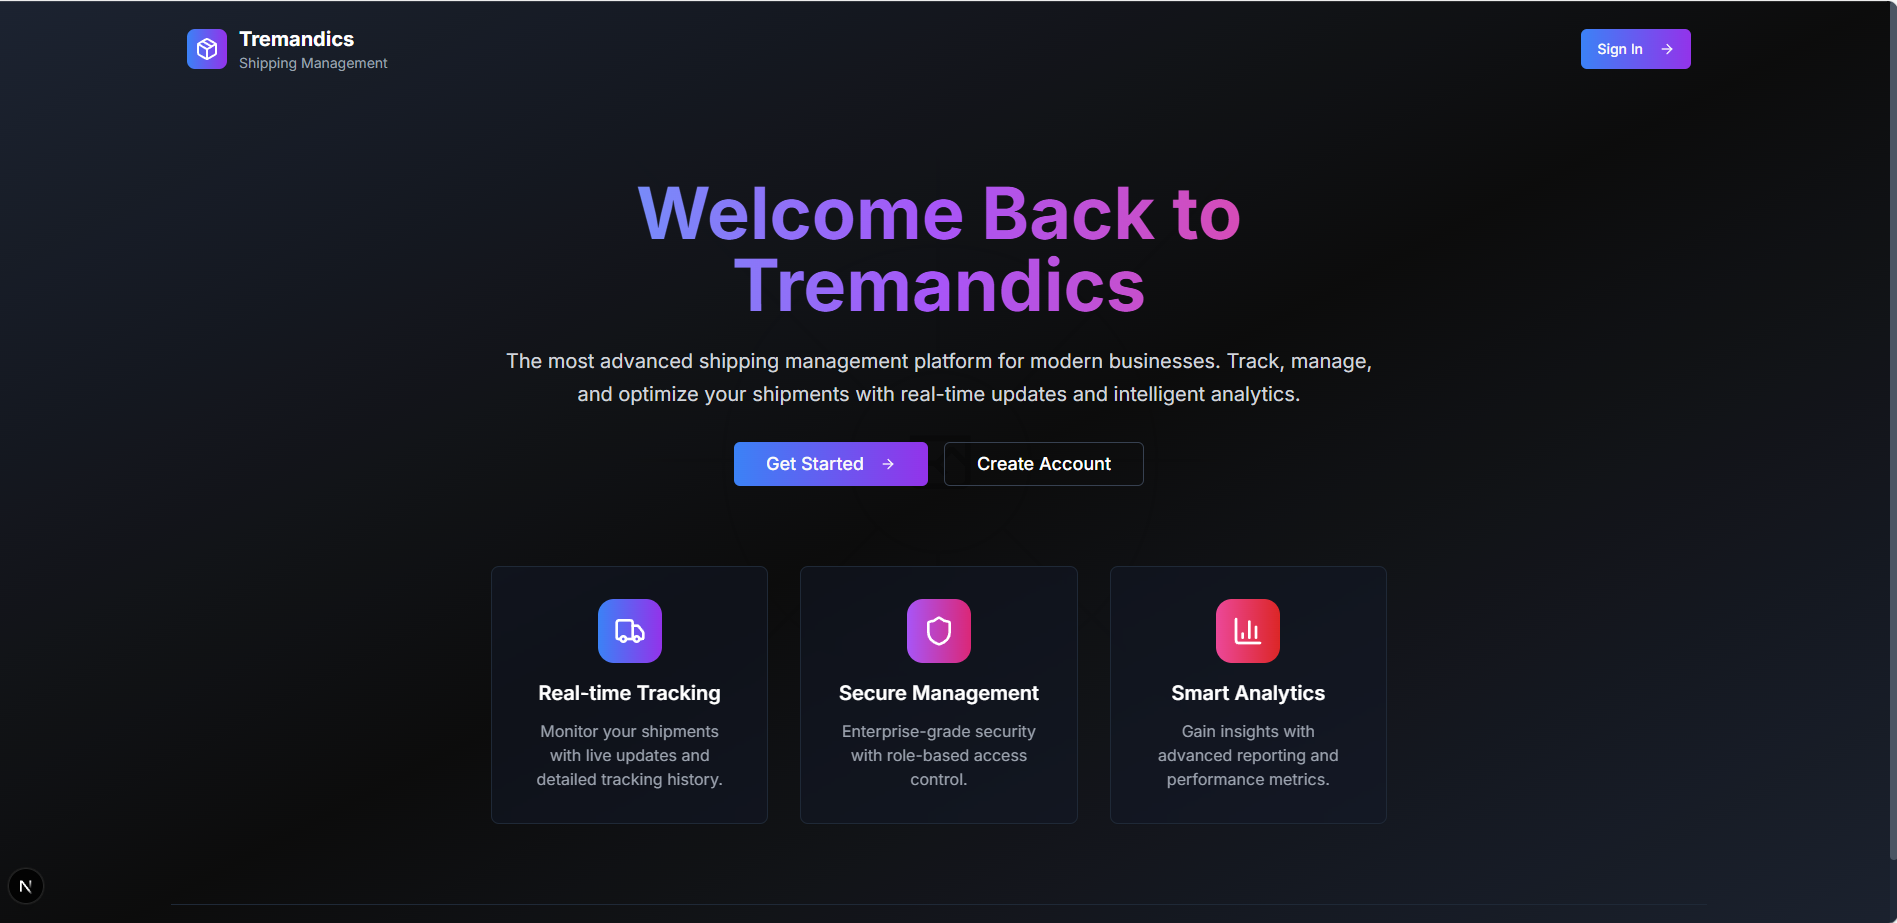 Tremandics
Shipping Management
Sign In
Welcome Back to
Tremandics
The most advanced shipping management platform for modern businesses. Track, manage,
and optimize your shipments with real-time updates and intelligent analytics.
Get Started
Create Account
Real-time Tracking
Monitor your shipments
with live updates and
detailed tracking history.
Secure Management
Enterprise-grade security
with role-based access
control.
Smart Analytics
Gain insights with
advanced reporting and
performance metrics.
N